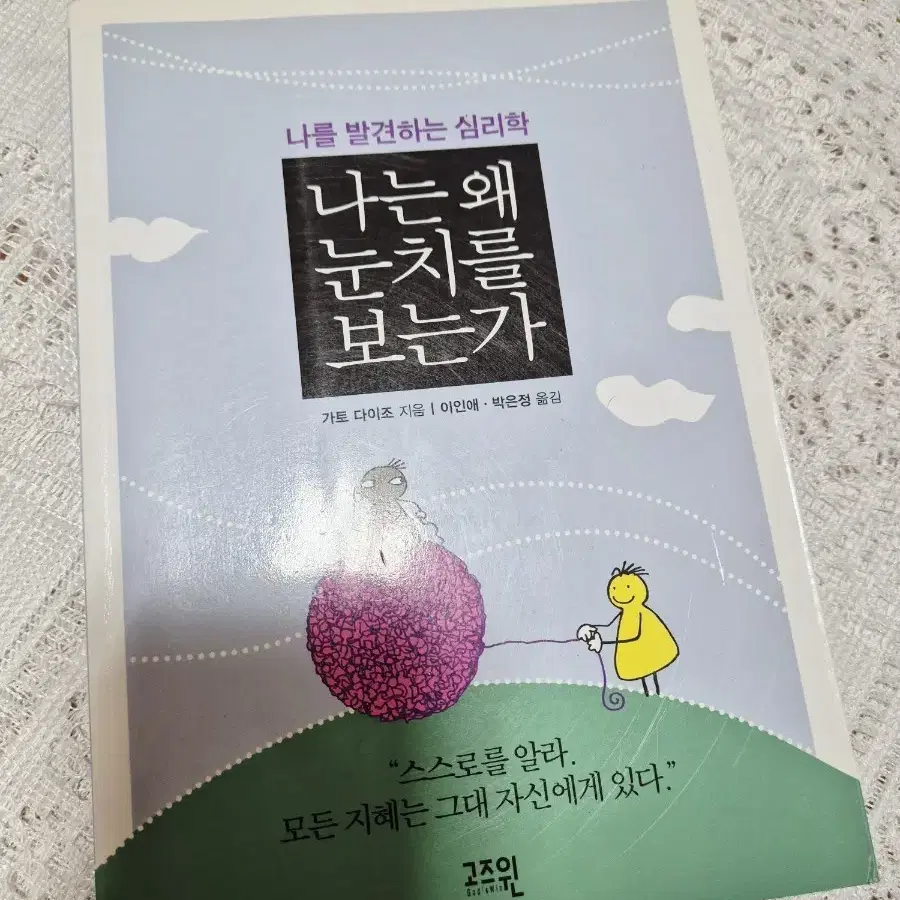 나를 발견하는 심리학
나는 왜
눈치를
보는가
가토 다이조 지음 | 이인애 · 박은정 옮김
“스스로를 알라.
모든 지혜는 그대 자신에게 있다.”
고즈윈
God'sWin